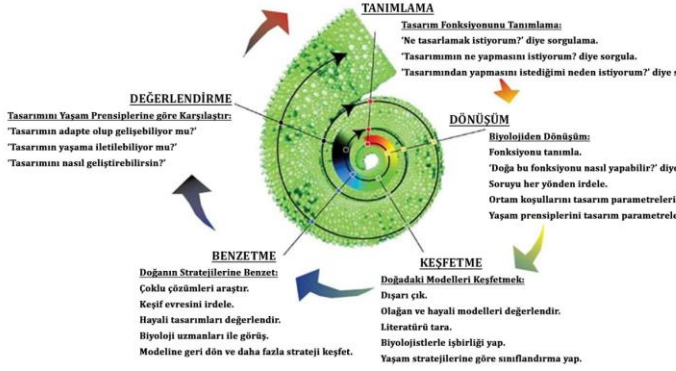 TANIMLAMA
Tasarım Fonksiyonunu Tanımlama:
'Ne tasarlamak istiyorum?' diye sorgulama.
'Tasarımımın ne yapmasını istiyorum? diye sorgula.
'Tasarımından yapmasını istediğimi neden istiyorum?' diye s
DÖNÜŞÜM
Biyolojiden Dönüşüm:
Fonksiyonu tanımla.
'Doğa bu fonksiyonu nasıl yapabilir?' diye
Soruyu her yönden irdele.
Ortam koşullarını tasarım parametreleri
Yaşam prensiplerini tasarım parametrele
KEŞFETME
Doğadaki Modelleri Keşfetmek:
Dışarı çık.
Olağan ve hayali modelleri değerlendir.
Literatürü tara.
Biyolojistlerle işbirliği yap.
Yaşam stratejilerine göre sınıflandırma yap.
BENZETME
Doğanın Stratejilerine Benzet:
Çoklu çözümleri araştır.
Keşif evresini irdele.
Hayali tasarımları değerlendir.
Biyoloji uzmanları ile görüş.
Modeline geri dön ve daha fazla strateji keşfet.
DEĞERLENDİRME
Tasarımını Yaşam Prensiplerine göre Karşılaştır:
'Tasarımın adapte olup gelişebiliyor mu?'
'Tasarımın yaşama iletilebiliyor mu?'
'Tasarımını nasıl geliştirebilirsin?'